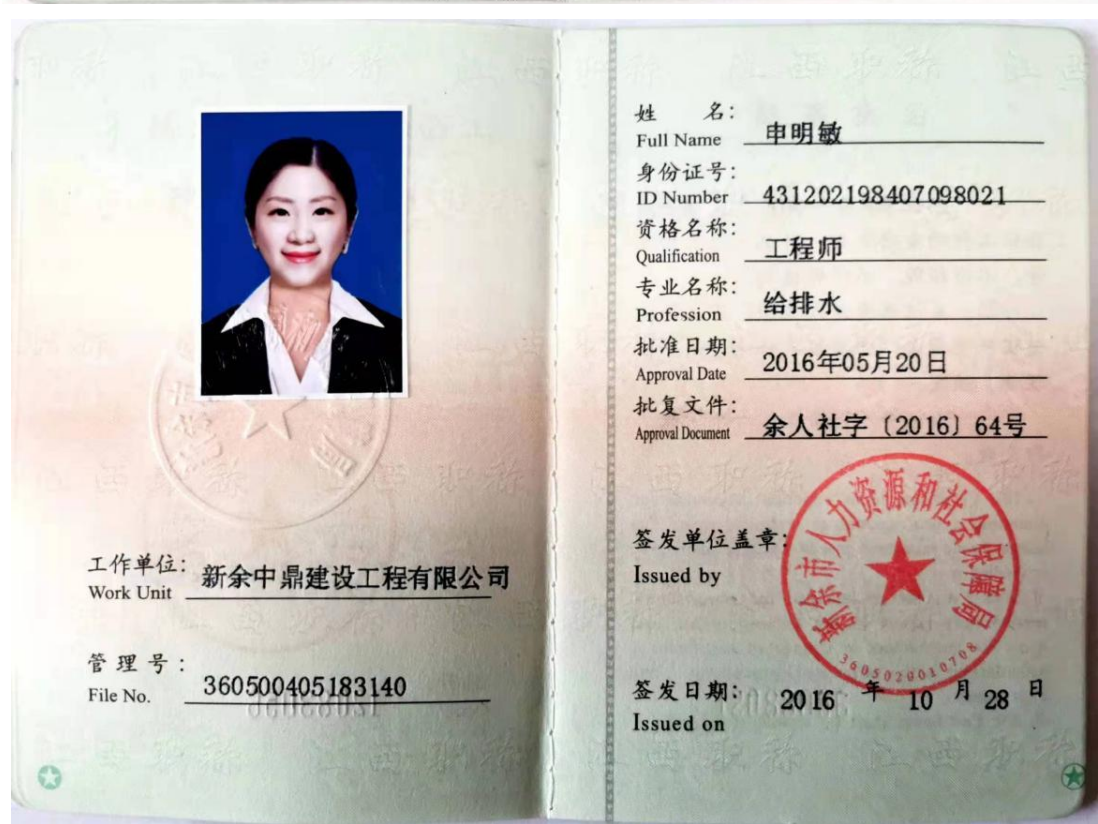 工作单位:
Work Unit 新余中鼎建设工程有限公司
管理号:
File No. 360500405183140
姓名:
Full Name 申明敏
身份证号:
ID Number 431202198407098021
资格名称:
Qualification 工程师
专业名称:
Profession 给排水
批准日期:
Approval Date 2016年05月20日
批复文件:
Approval Document 余人社字〔2016〕64号
签发单位盖章:
Issued by
新余市人力资源和社会保障局
3605020010708
签发日期: 2016 年 10 月 28 日
Issued on
江西职称